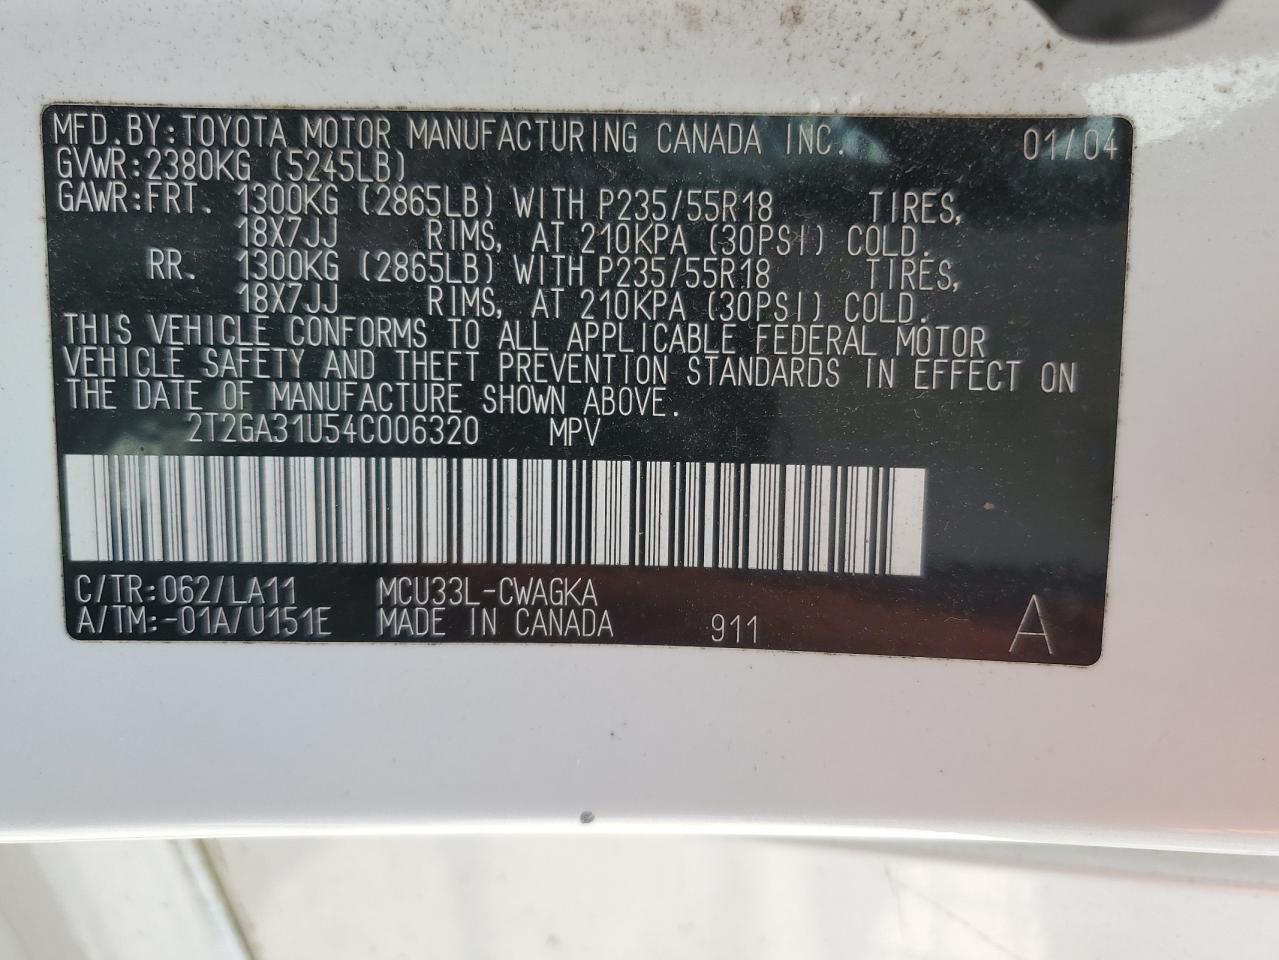 MFD.BY:TOYOTA MOTOR MANUFACTURING CANADA INC. 01/04
GVWR:2380KG (5245LB)
GAWR:FRT. 1300KG (2865LB) WITH P235/55R18 TIRES,
18X7JJ RIMS, AT 210KPA (30PSI) COLD.
RR. 1300KG (2865LB) WITH P235/55R18 TIRES,
18X7JJ RIMS, AT 210KPA (30PSI) COLD.
THIS VEHICLE CONFORMS TO ALL APPLICABLE FEDERAL MOTOR
VEHICLE SAFETY AND THEFT PREVENTION STANDARDS IN EFFECT ON
THE DATE OF MANUFACTURE SHOWN ABOVE.
2T2GA31U54C006320 MPV
C/TR:062/LA11 MCU33L-CWAGKA
A/TM:-01A/U151E MADE IN CANADA 911 A